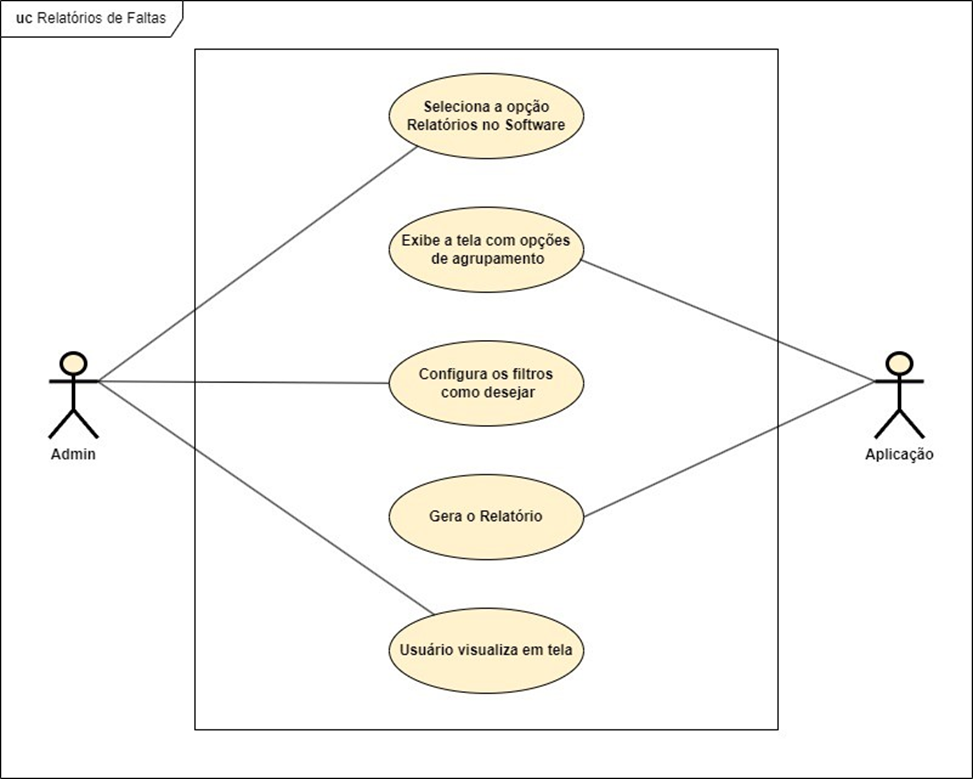 uc Relatórios de Faltas
Seleciona a opção
Relatórios no Software
Exibe a tela com opções
de agrupamento
Configura os filtros
como desejar
Admin
Aplicação
Gera o Relatório
Usuário visualiza em tela